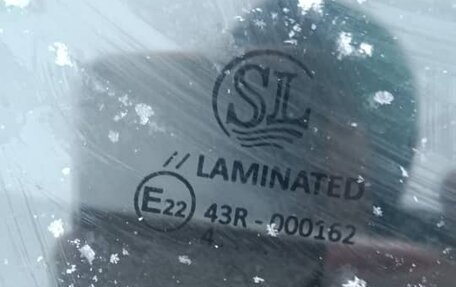 SL
// LAMINATED
E22 43R - 000162
4